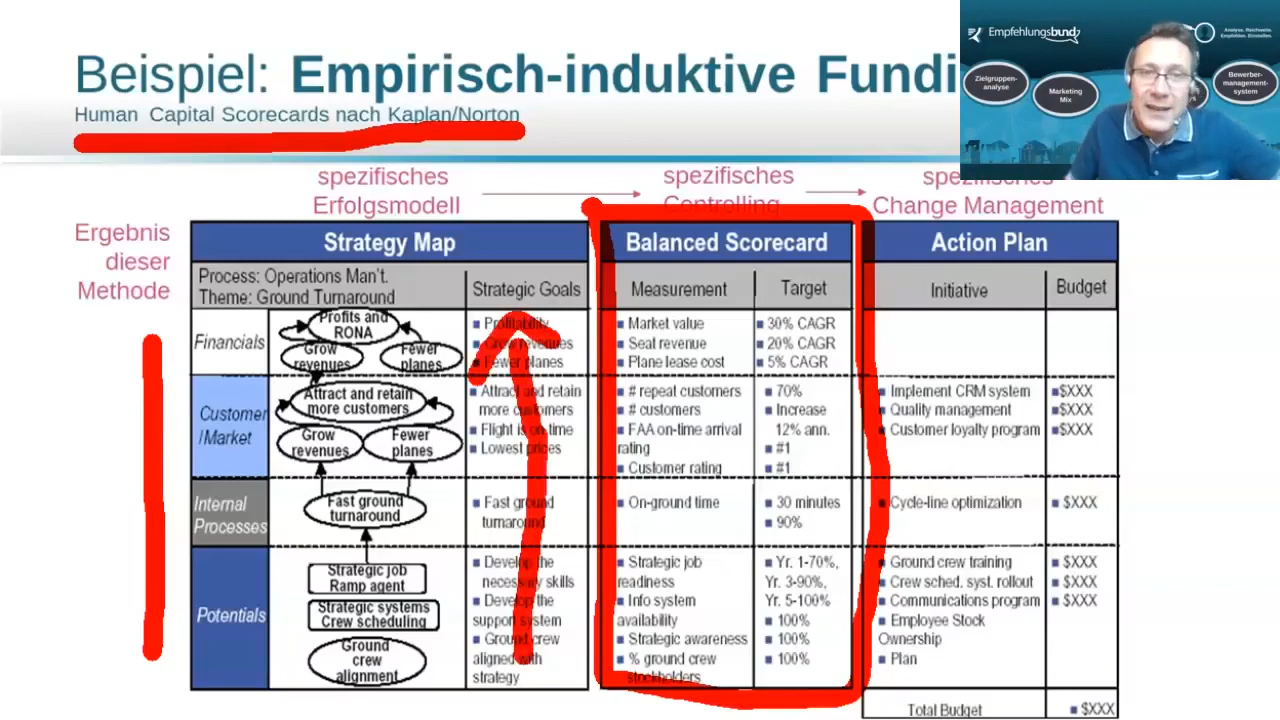 Beispiel: Empirisch-induktive Fundi
Human Capital Scorecards nach Kaplan/Norton
Empfehlungsbund
Analyse. Reichweite.
Empfehlen. Einstellen.
Zielgruppen-
analyse
Marketing
Mix
Bewerber-
management-
system
spezifisches
Erfolgsmodell
spezifisches
Controlling
spezifisches
Change Management
Ergebnis
dieser
Methode
Strategy Map
Balanced Scorecard
Action Plan
Process: Operations Man't.
Theme: Ground Turnaround
Strategic Goals
Measurement
Target
Initiative
Budget
Financials
Profits and
RONA
Grow
revenues
Fewer
planes
Profitability
Grow revenues
Fewer planes
Market value
Seat revenue
Plane lease cost
30% CAGR
20% CAGR
5% CAGR
Customer
/Market
Attract and retain
more customers
Grow
revenues
Fewer
planes
Attract and retain
more customers
Flight is on-time
Lowest prices
# repeat customers
# customers
FAA on-time arrival
rating
Customer rating
70%
Increase
12% ann.
#1
#1
Implement CRM system
Quality management
Customer loyalty program
$XXX
$XXX
$XXX
Internal
Processes
Fast ground
turnaround
Fast ground
turnaround
On-ground time
30 minutes
90%
Cycle-line optimization
$XXX
Potentials
Strategic job
Ramp agent
Strategic systems
Crew scheduling
Ground
crew
alignment
Develop the
necessary skills
Develop the
support system
Ground crew
aligned with
strategy
Strategic job
readiness
Info system
availability
Strategic awareness
% ground crew
stockholders
Yr. 1-70%,
Yr. 3-90%,
Yr. 5-100%
100%
100%
100%
Ground crew training
Crew sched. syst. rollout
Communications program
Employee Stock
Ownership
Plan
$XXX
$XXX
$XXX
Total Budget
$XXX